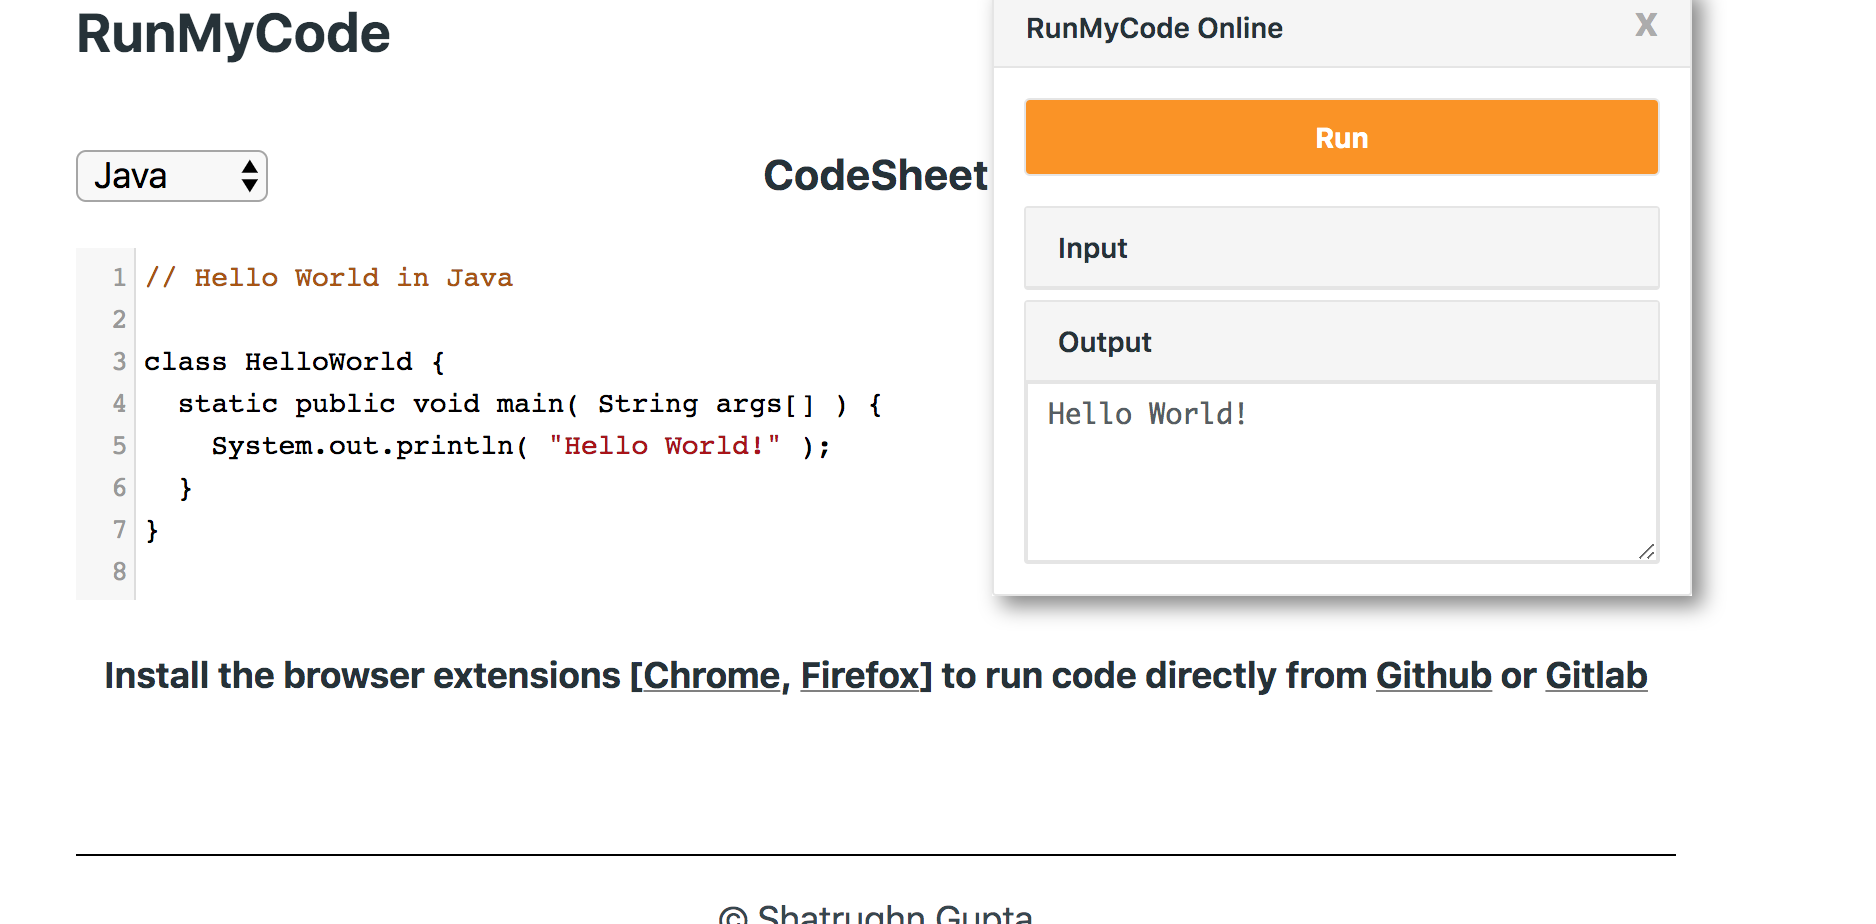 RunMyCode
Java
CodeSheet
1 // Hello World in Java
2
3 class HelloWorld {
4 static public void main( String args[] ) {
5 System.out.println( "Hello World!" );
6 }
7 }
8
RunMyCode Online
X
Run
Input
Output
Hello World!
Install the browser extensions [Chrome, Firefox] to run code directly from Github or Gitlab
© Shatrughn Gupta